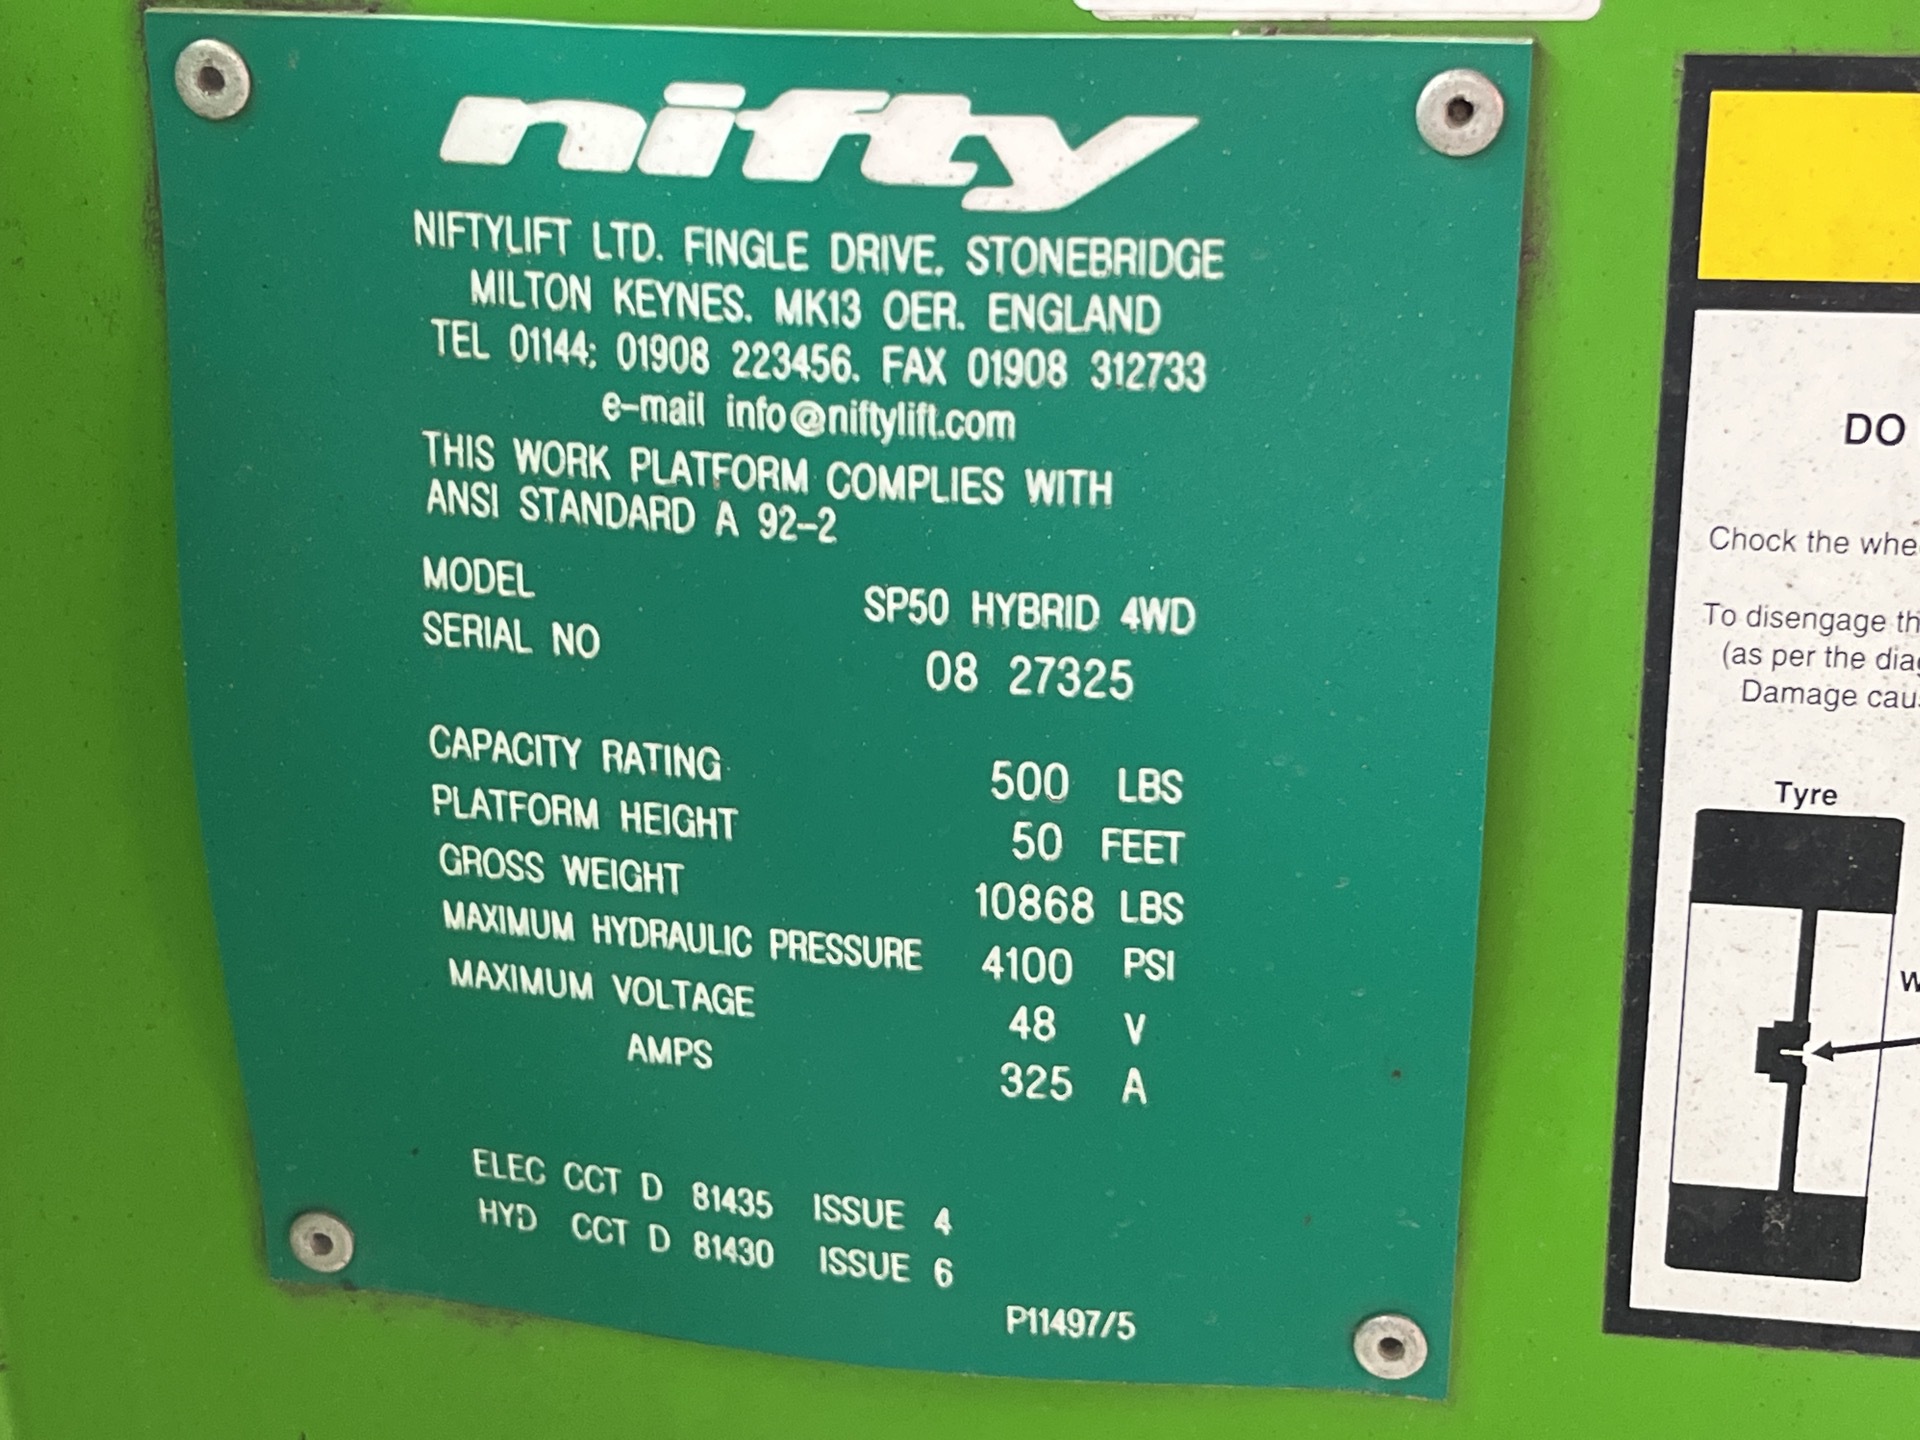 nifty
NIFTYLIFT LTD. FINGLE DRIVE. STONEBRIDGE
MILTON KEYNES. MK13 OER. ENGLAND
TEL 01144: 01908 223456. FAX 01908 312733
e-mail info@niftylift.com
THIS WORK PLATFORM COMPLIES WITH
ANSI STANDARD A 92-2
MODEL SP50 HYBRID 4WD
SERIAL NO 08 27325
CAPACITY RATING 500 LBS
PLATFORM HEIGHT 50 FEET
GROSS WEIGHT 10868 LBS
MAXIMUM HYDRAULIC PRESSURE 4100 PSI
MAXIMUM VOLTAGE 48 V
AMPS 325 A
ELEC CCT D 81435 ISSUE 4
HYD CCT D 81430 ISSUE 6
P11497/5
DO
Chock the
To disengage
(as per the
Damage
Tyre